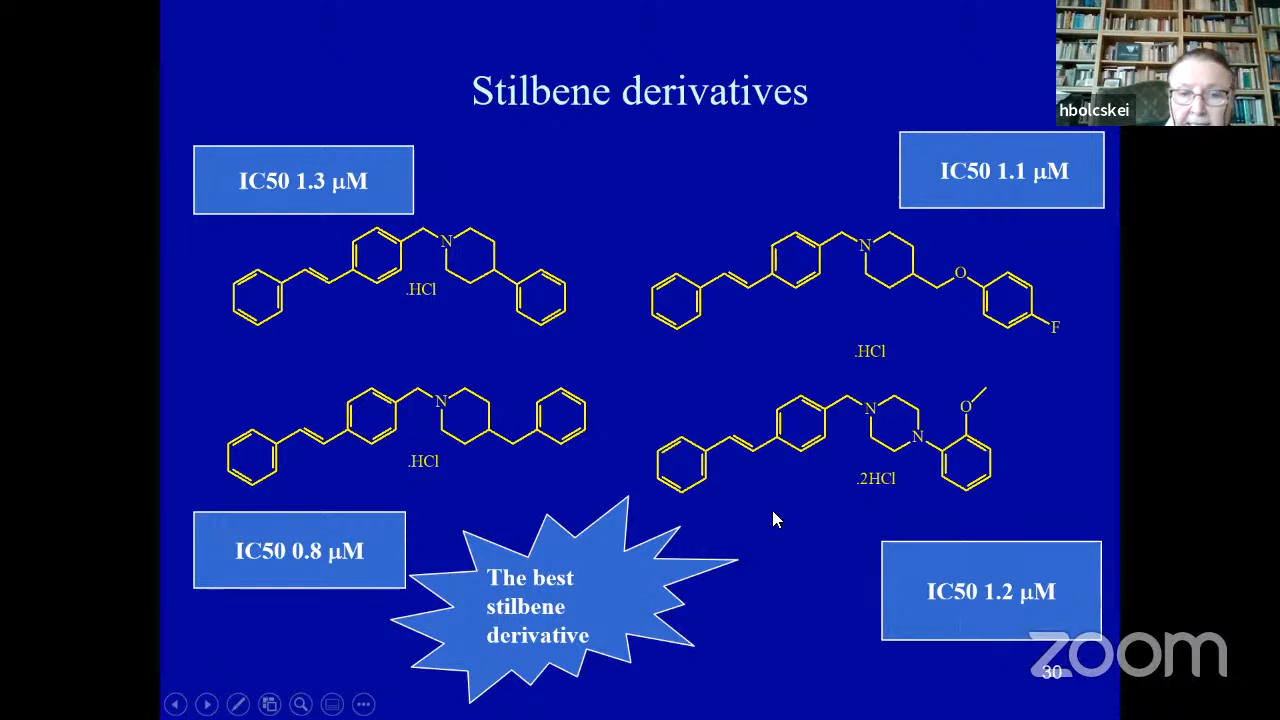 Stilbene derivatives
hbolcskei
IC50 1.3 μM
IC50 1.1 μM
N
.HCl
N
O
F
.HCl
N
.HCl
N
N
O
.2HCl
IC50 0.8 μM
The best
stilbene
derivative
IC50 1.2 μM
zoom
30